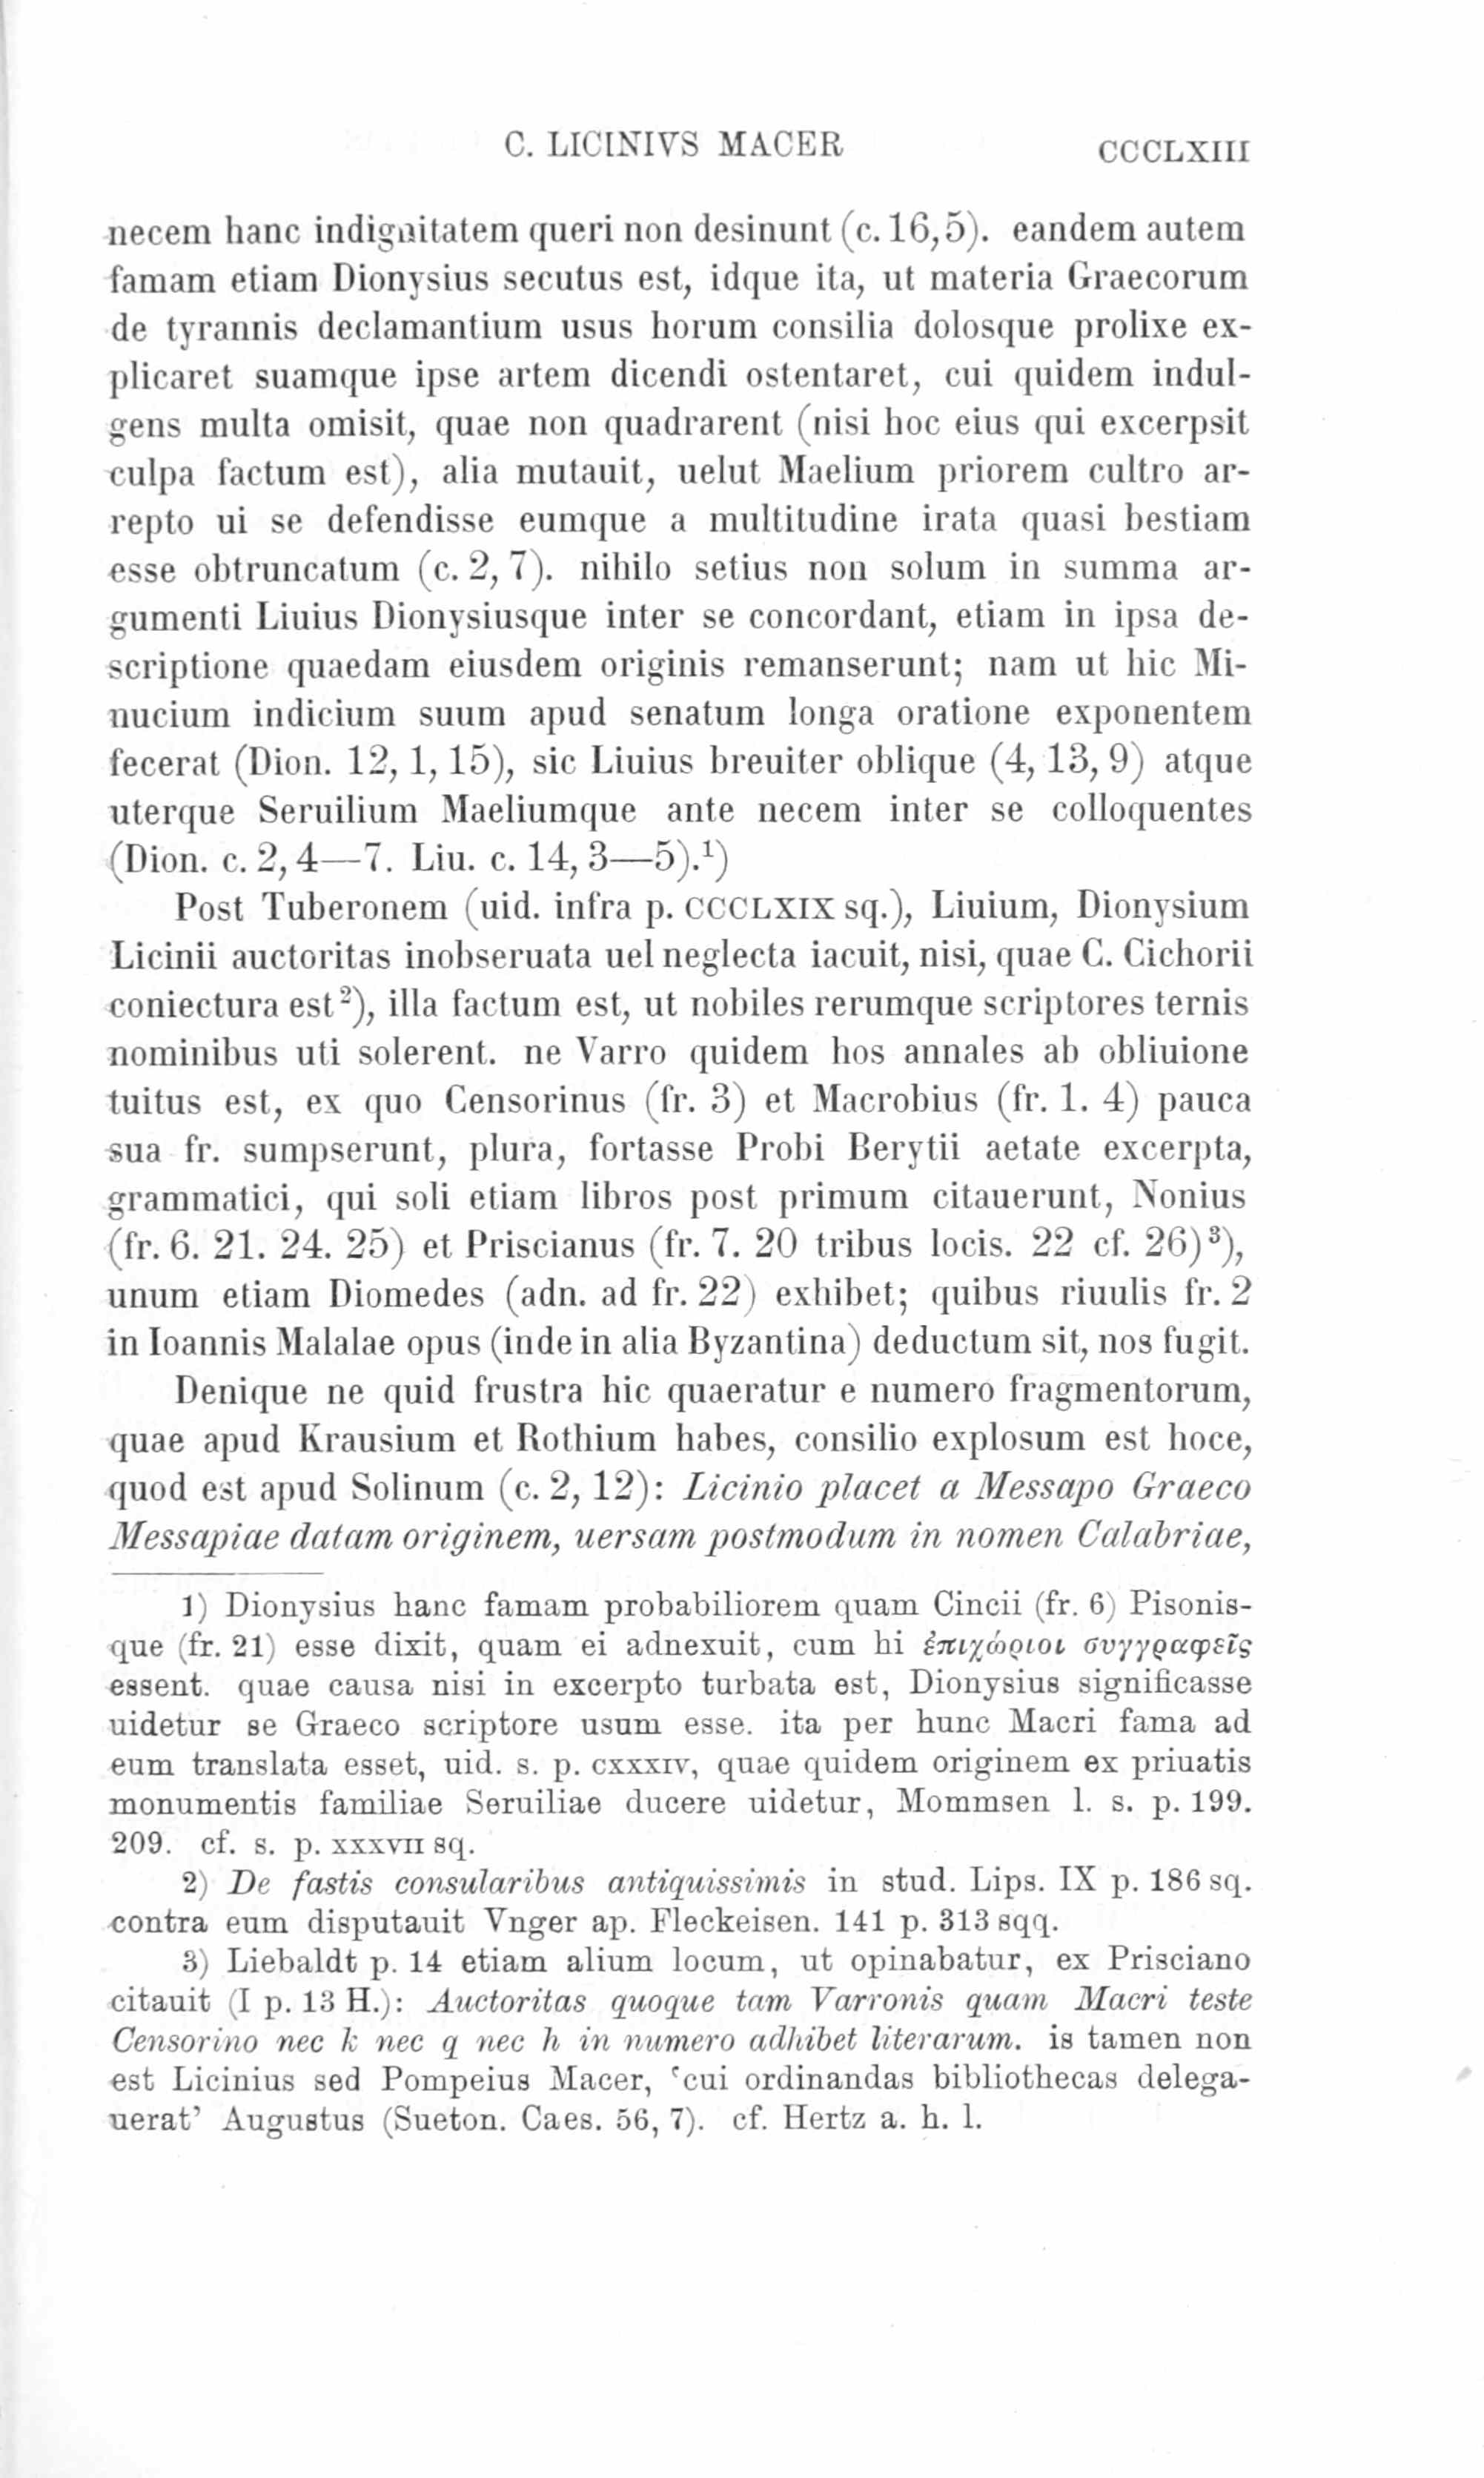 C. LICINIVS MACER CCCLXIII
necem hanc indignitatem queri non desinunt (c. 16,5). eandem autem
famam etiam Dionysius secutus est, idque ita, ut materia Graecorum
de tyrannis declamantium usus horum consilia dolosque prolixe ex-
plicaret suamque ipse artem dicendi ostentaret, cui quidem indul-
gens multa omisit, quae non quadrarent (nisi hoc eius qui excerpsit
culpa factum est), alia mutauit, uelut Maelium priorem cultro ar-
repto ui se defendisse eumque a multitudine irata quasi bestiam
esse obtruncatum (c. 2, 7). nihilo setius non solum in summa ar-
gumenti Liuius Dionysiusque inter se concordant, etiam in ipsa de-
scriptione quaedam eiusdem originis remanserunt; nam ut hic Mi-
nucium indicium suum apud senatum longa oratione exponentem
fecerat (Dion. 12, 1, 15), sic Liuius breuiter oblique (4, 13, 9) atque
uterque Seruilium Maeliumque ante necem inter se colloquentes
(Dion. c. 2, 4—7. Liu. c. 14, 3—5).¹)
Post Tuberonem (uid. infra p. CCCLXIX sq.), Liuium, Dionysium
Licinii auctoritas inobseruata uel neglecta iacuit, nisi, quae C. Cichorii
coniectura est²), illa factum est, ut nobiles rerumque scriptores ternis
nominibus uti solerent. ne Varro quidem hos annales ab obliuione
tuitus est, ex quo Censorinus (fr. 3) et Macrobius (fr. 1. 4) pauca
sua fr. sumpserunt, plura, fortasse Probi Berytii aetate excerpta,
grammatici, qui soli etiam libros post primum citauerunt, Nonius
(fr. 6. 21. 24. 25) et Priscianus (fr. 7. 20 tribus locis. 22 cf. 26)³),
unum etiam Diomedes (adn. ad fr. 22) exhibet; quibus riuulis fr. 2
in Ioannis Malalae opus (inde in alia Byzantina) deductum sit, nos fugit.
Denique ne quid frustra hic quaeratur e numero fragmentorum,
quae apud Krausium et Rothium habes, consilio explosum est hoce,
quod est apud Solinum (c. 2, 12): Licinio placet a Messapo Graeco
Messapiae datam originem, uersam postmodum in nomen Calabriae,
1) Dionysius hanc famam probabiliorem quam Cincii (fr. 6) Pisonis-
que (fr. 21) esse dixit, quam ei adnexuit, cum hi ἐπιχώριοι συγγραφεῖς
essent. quae causa nisi in excerpto turbata est, Dionysius significasse
uidetur se Graeco scriptore usum esse. ita per hunc Macri fama ad
eum translata esset, uid. s. p. CXXXIV, quae quidem originem ex priuatis
monumentis familiae Seruiliae ducere uidetur, Mommsen l. s. p. 199.
209. cf. s. p. XXXVII sq.
2) De fastis consularibus antiquissimis in stud. Lips. IX p. 186 sq.
contra eum disputauit Vnger ap. Fleckeisen. 141 p. 313 sqq.
3) Liebaldt p. 14 etiam alium locum, ut opinabatur, ex Prisciano
citauit (I p. 13 H.): Auctoritas quoque tam Varronis quam Macri teste
Censorino nec k nec q nec h in numero adhibet literarum. is tamen non
est Licinius sed Pompeius Macer, ‘cui ordinandas bibliothecas delega-
uerat’ Augustus (Sueton. Caes. 56, 7). cf. Hertz a. h. l.